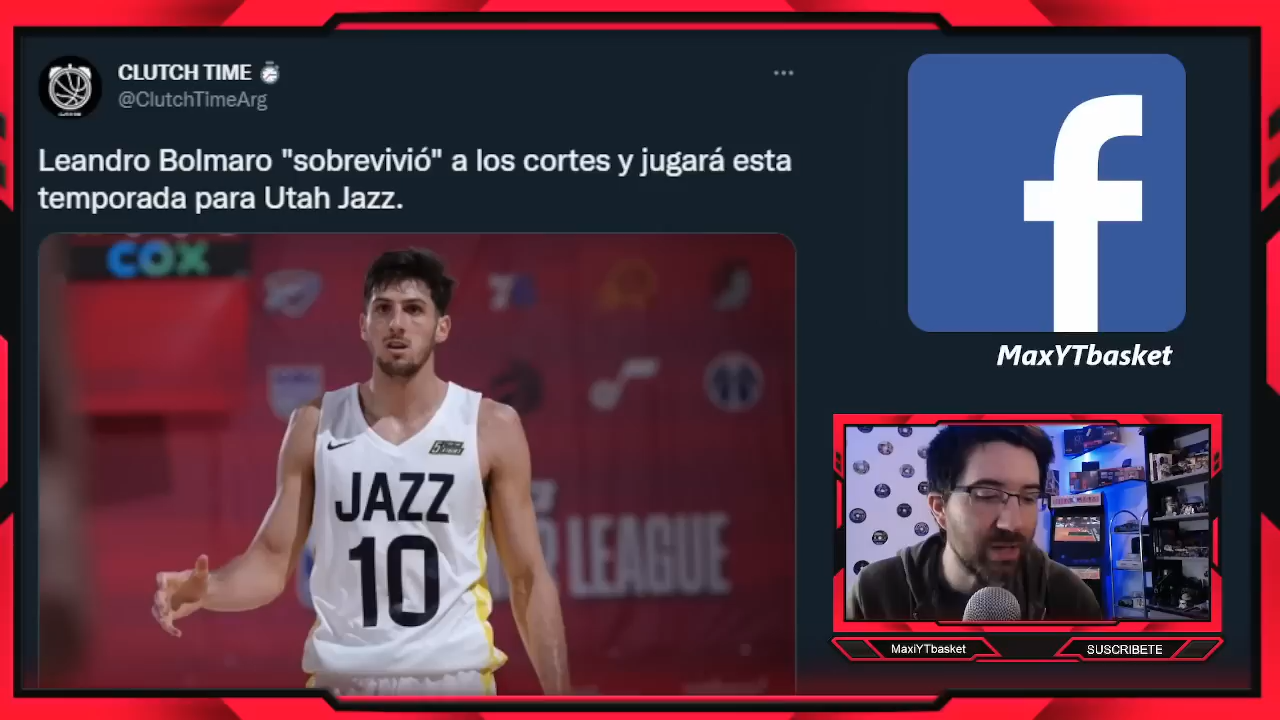 CLUTCH TIME
@ClutchTimeArg
Leandro Bolmaro "sobrevivió" a los cortes y jugará esta
temporada para Utah Jazz.
COX
JAZZ
10
LEAGUE
MaxYTbasket
MaxiYTbasket
SUSCRIBETE